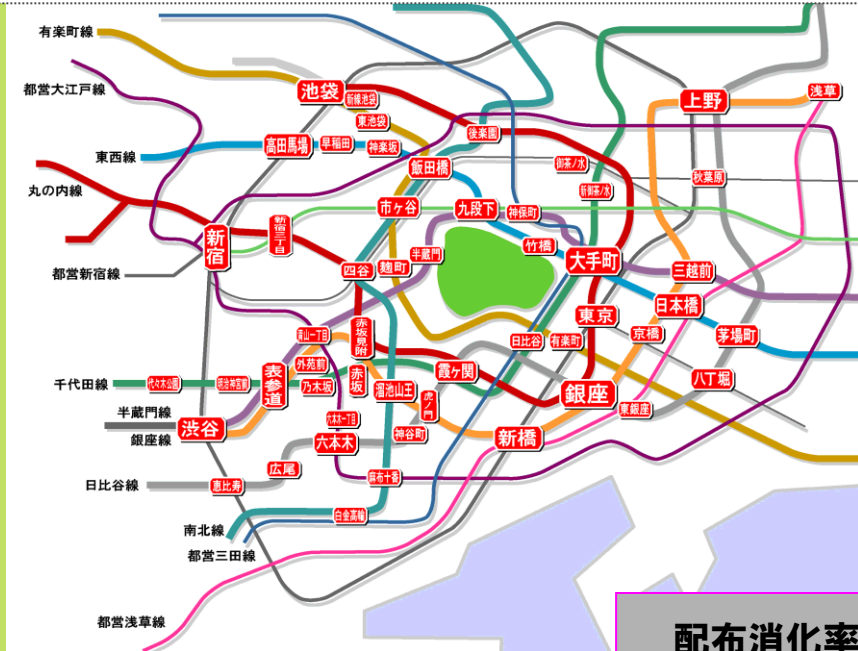 有楽町線
都営大江戸線
東西線
丸の内線
都営新宿線
千代田線
半蔵門線
銀座線
日比谷線
南北線
都営三田線
都営浅草線
池袋
新線池袋
東池袋
上野
浅草
高田馬場
早稲田
神楽坂
後楽園
飯田橋
御茶ノ水
新御茶ノ水
秋葉原
市ヶ谷
九段下
神保町
新宿
新宿三丁目
四谷
麹町
半蔵門
竹橋
大手町
三越前
日本橋
茅場町
東京
京橋
日比谷
有楽町
青山一丁目
赤坂見附
外苑前
乃木坂
赤坂
溜池山王
霞ヶ関
虎ノ門
銀座
東銀座
八丁堀
代々木公園
明治神宮前
表参道
渋谷
六本木一丁目
六本木
神谷町
新橋
広尾
恵比寿
麻布十番
白金高輪
配布消化率